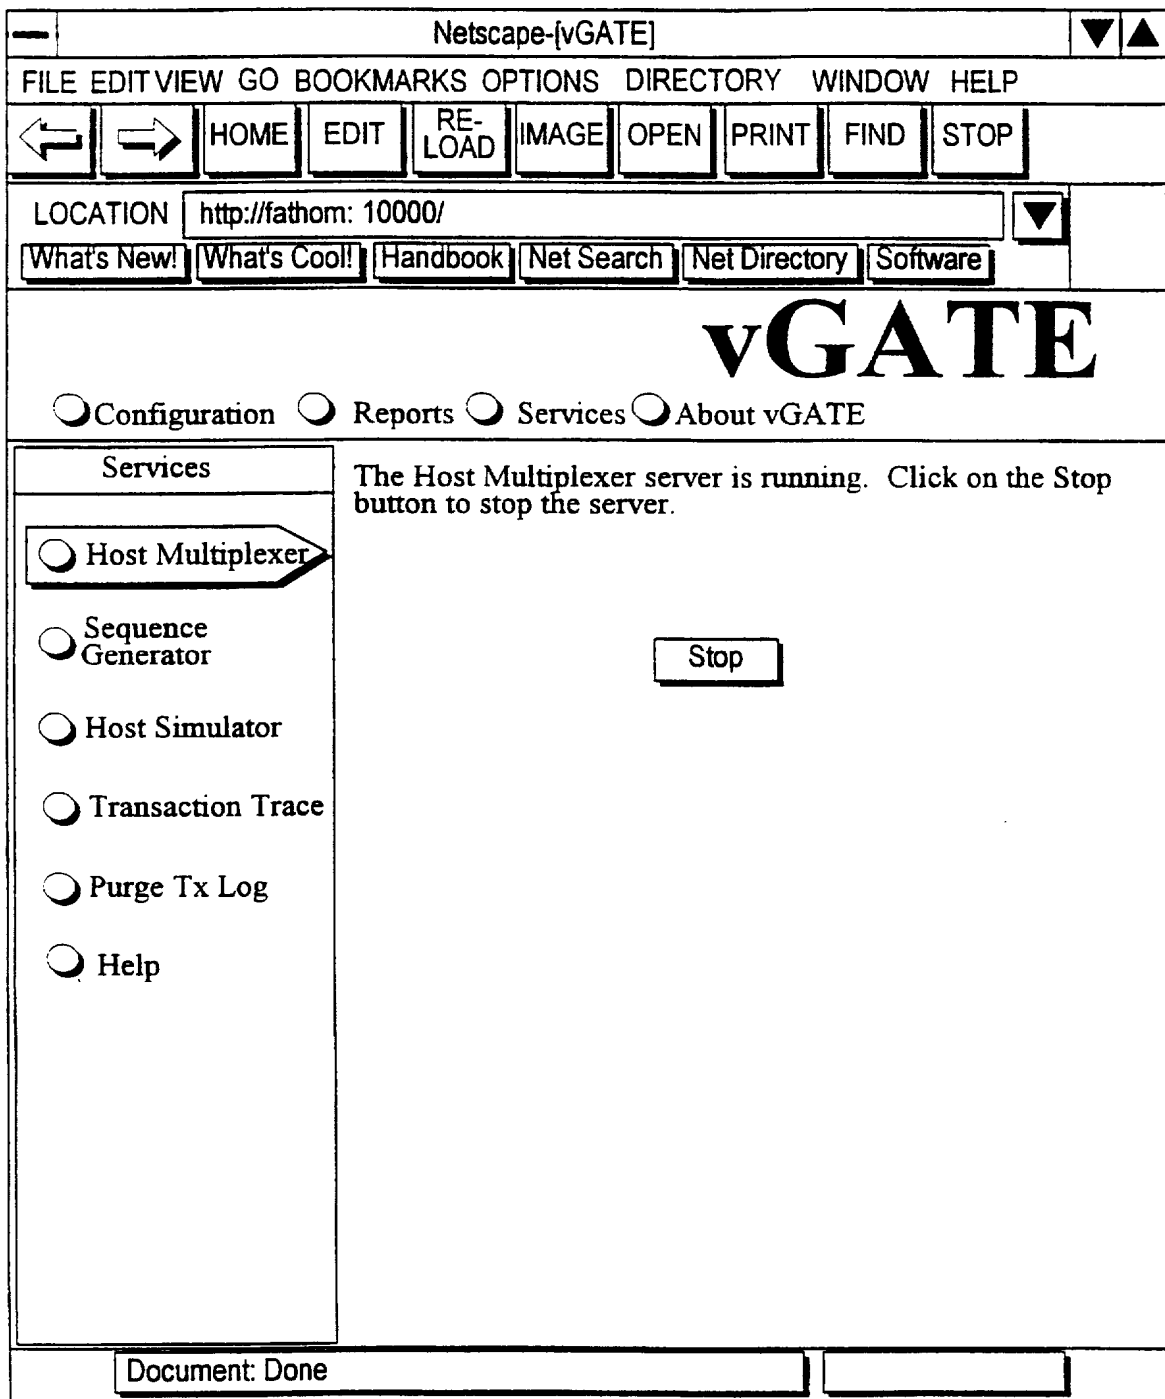 Netscape-[vGATE]
FILE EDIT VIEW GO BOOKMARKS OPTIONS DIRECTORY WINDOW HELP
HOME EDIT RE-LOAD IMAGE OPEN PRINT FIND STOP
LOCATION http://fathom: 10000/
What's New! What's Cool! Handbook Net Search Net Directory Software
vGATE
Configuration Reports Services About vGATE
Services
The Host Multiplexer server is running. Click on the Stop
button to stop the server.
Host Multiplexer
Sequence
Generator
Stop
Host Simulator
Transaction Trace
Purge Tx Log
Help
Document: Done